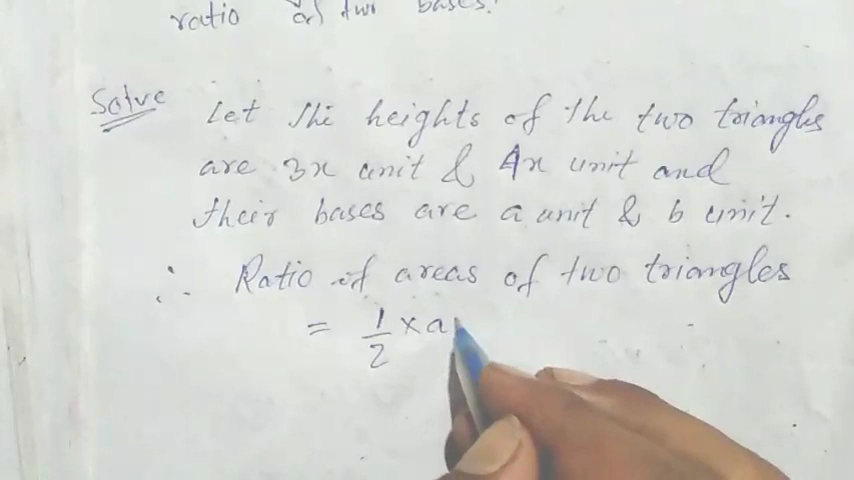 ratio of two bases.
Solve Let the heights of the two triangles
are 3x unit & 4x unit and
their bases are a unit & b unit.
∴ Ratio of areas of two triangles
= 1/2 × a